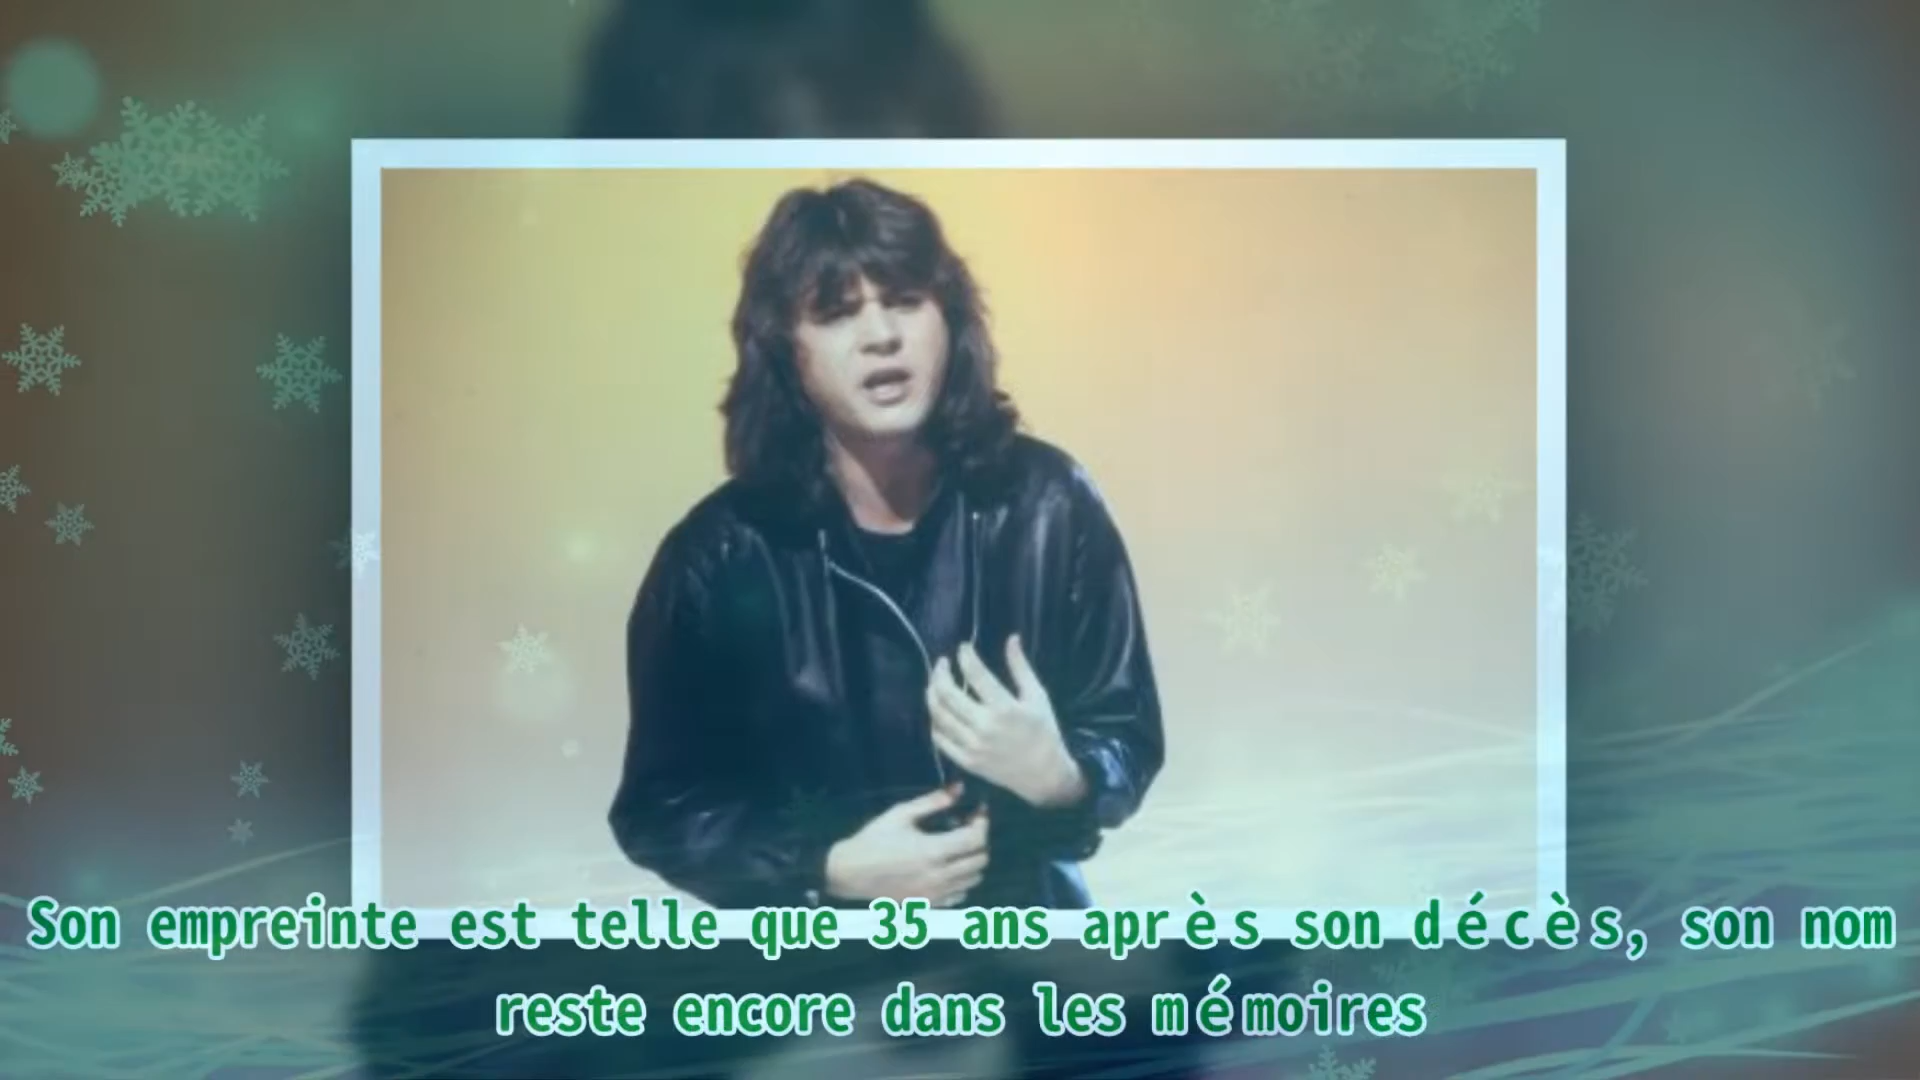 Son empreinte est telle que 35 ans après son décès, son nom
reste encore dans les mémoires